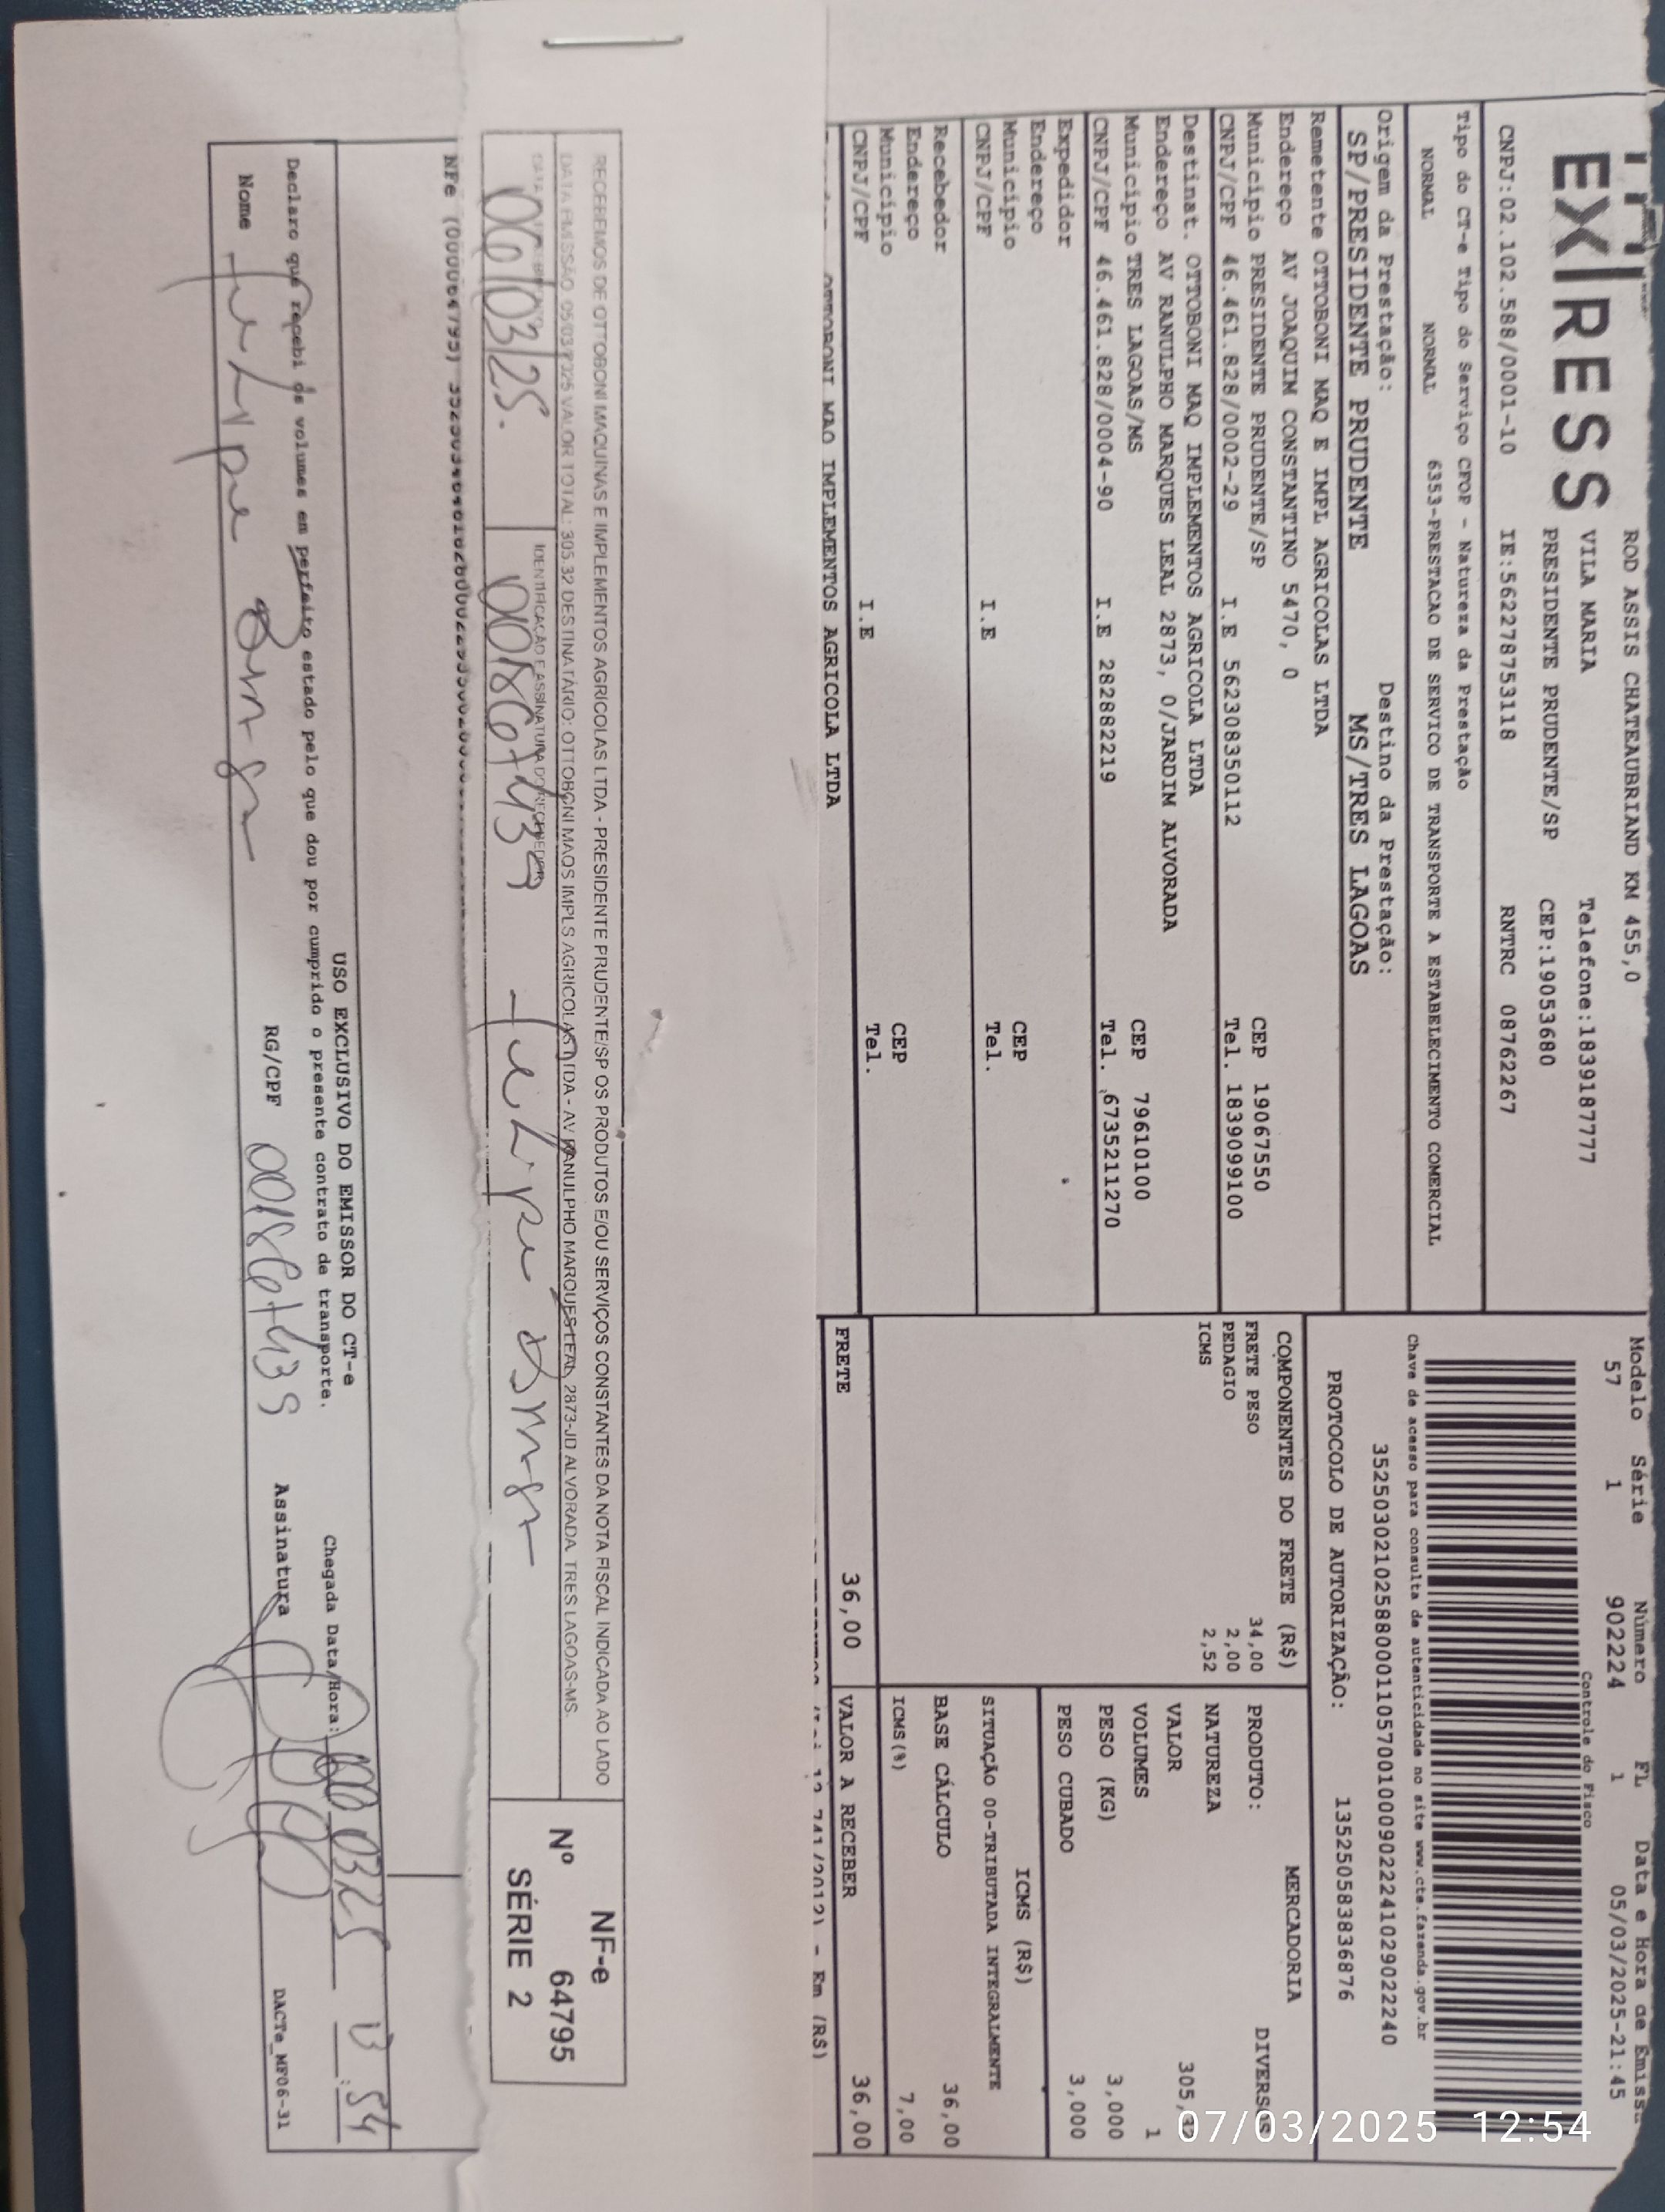 EXPRESS
ROD ASSIS CHATEAUBRIAND KM 455,0
VILA MARIA Telefone:1839187777
PRESIDENTE PRUDENTE/SP CEP:19053680
CNPJ:02.102.588/0001-10 IE:562278753118 RNTRC 08762267
Modelo Série Número FL Data e Hora de
57 1 902224 1 05/03/2025-21:45
Controle do Fisco
Chave de acesso para consulta de autenticidade no site www.cte.fazenda.gov.br
35250302102588000110570010009022241029022240
PROTOCOLO DE AUTORIZAÇÃO: 135250583836876
Tipo do CT-e Tipo do Serviço CFOP - Natureza da Prestação
NORMAL NORMAL 6353-PRESTACAO DE SERVICO DE TRANSPORTE A ESTABELECIMENTO COMERCIAL
Origem da Prestação: Destino da Prestação:
SP/PRESIDENTE PRUDENTE MS/TRES LAGOAS
Remetente OTTOBONI MAQ E IMPL AGRICOLAS LTDA
Endereço AV JOAQUIM CONSTANTINO 5470, 0
Município PRESIDENTE PRUDENTE/SP CEP 19067550
CNPJ/CPF 46.461.828/0002-29 I.E 562308350112 Tel. 1839099100
Destinat. OTTOBONI MAQ IMPLEMENTOS AGRICOLA LTDA
Endereço AV RANULPHO MARQUES LEAL 2873, 0/JARDIM ALVORADA
Município TRES LAGOAS/MS CEP 79610100
CNPJ/CPF 46.461.828/0004-90 I.E 282882219 Tel. 6735211270
Expedidor
Endereço
Município CEP
CNPJ/CPF I.E Tel.
Recebedor
Endereço
Município CEP
CNPJ/CPF I.E Tel.
OTTOBONI MAQ IMPLEMENTOS AGRICOLA LTDA
COMPONENTES DO FRETE (R$)
FRETE PESO 34,00
PEDAGIO 2,00
ICMS 2,52
MERCADORIA
PRODUTO: DIVERSOS
NATUREZA
VALOR 305,
VOLUMES 1
PESO (KG) 3,000
PESO CUBADO 3,000
ICMS (R$)
SITUAÇÃO 00-TRIBUTADA INTEGRALMENTE
BASE CÁLCULO 36,00
ICMS(%) 7,00
FRETE 36,00 VALOR A RECEBER 36,00
12.741/2012) - Em (R$)
RECEBEMOS DE OTTOBONI MAQUINAS E IMPLEMENTOS AGRICOLAS LTDA - PRESIDENTE PRUDENTE/SP OS PRODUTOS E/OU SERVIÇOS CONSTANTES DA NOTA FISCAL INDICADA AO LADO
DATA EMISSÃO: 05/03/2025 VALOR TOTAL: 305,32 DESTINATÁRIO: OTTOBONI MAQS IMPLS AGRICOLAS LTDA - AV RANULPHO MARQUES LEAL, 2873-JD ALVORADA, TRES LAGOAS-MS.
IDENTIFICAÇÃO E ASSINATURA DO RECEBEDOR
06/03/25.
Felipe
NF-e
Nº 64795
SÉRIE 2
USO EXCLUSIVO DO EMISSOR DO CT-e
Declaro que recebi os volumes em perfeito estado pelo que dou por cumprido o presente contrato de transporte.
Chegada Data/Hora: 06 03 25 13:54
Nome Felipe RG/CPF Assinatura
DACTe_MF06-31
07/03/2025 12:54